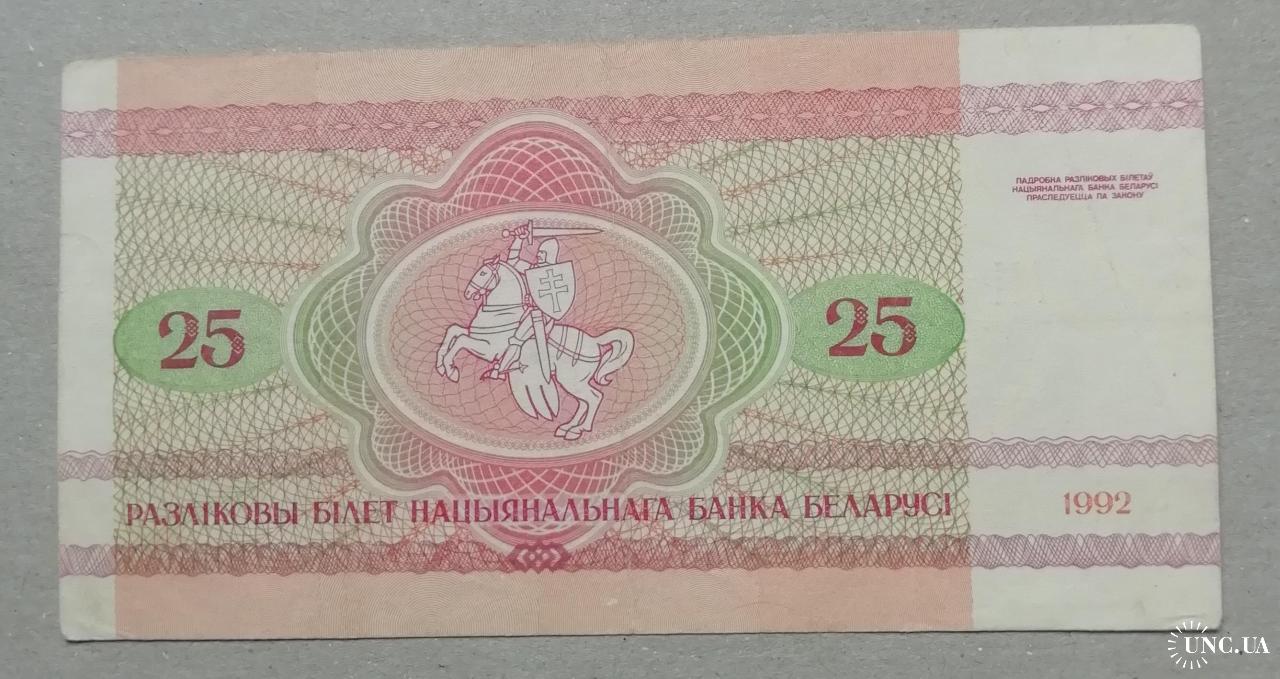 ПАДРОБКА РАЗЛІКОВЫХ БІЛЕТАЎ
НАЦЫЯНАЛЬНАГА БАНКА БЕЛАРУСІ
ПРАСЛЕДУЕЦЦА ПА ЗАКОНУ
25
25
РАЗЛІКОВЫ БІЛЕТ НАЦЫЯНАЛЬНАГА БАНКА БЕЛАРУСІ
1992
UNC.UA